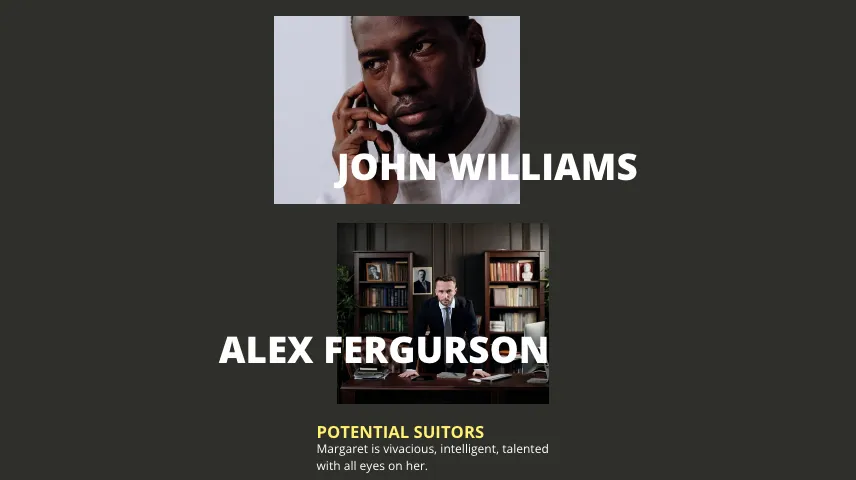 JOHN WILLIAMS
ALEX FERGURSON
POTENTIAL SUITORS
Margaret is vivacious, intelligent, talented
with all eyes on her.